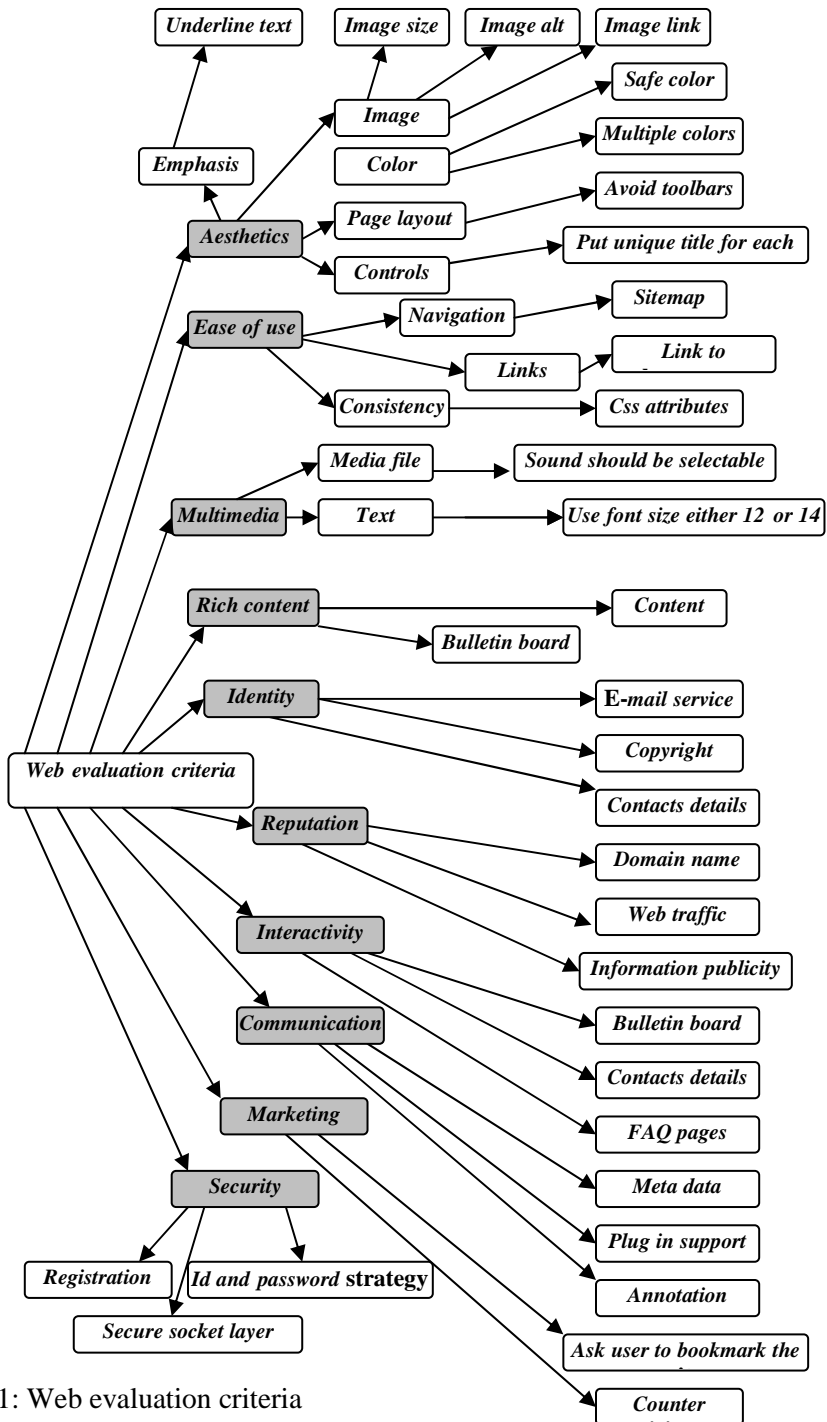 Underline text
Image size
Image alt
Image link
Safe color
Image
Multiple colors
Color
Emphasis
Avoid toolbars
Page layout
Aesthetics
Put unique title for each
Controls
Sitemap
Navigation
Ease of use
Link to
Links
Consistency
Css attributes
Media file
Sound should be selectable
Multimedia
Text
Use font size either 12 or 14
Rich content
Content
Bulletin board
Identity
E-mail service
Copyright
Web evaluation criteria
Contacts details
Reputation
Domain name
Web traffic
Interactivity
Information publicity
Communication
Bulletin board
Contacts details
Marketing
FAQ pages
Security
Meta data
Plug in support
Registration
Id and password strategy
Annotation
Secure socket layer
Ask user to bookmark the
1: Web evaluation criteria
Counter